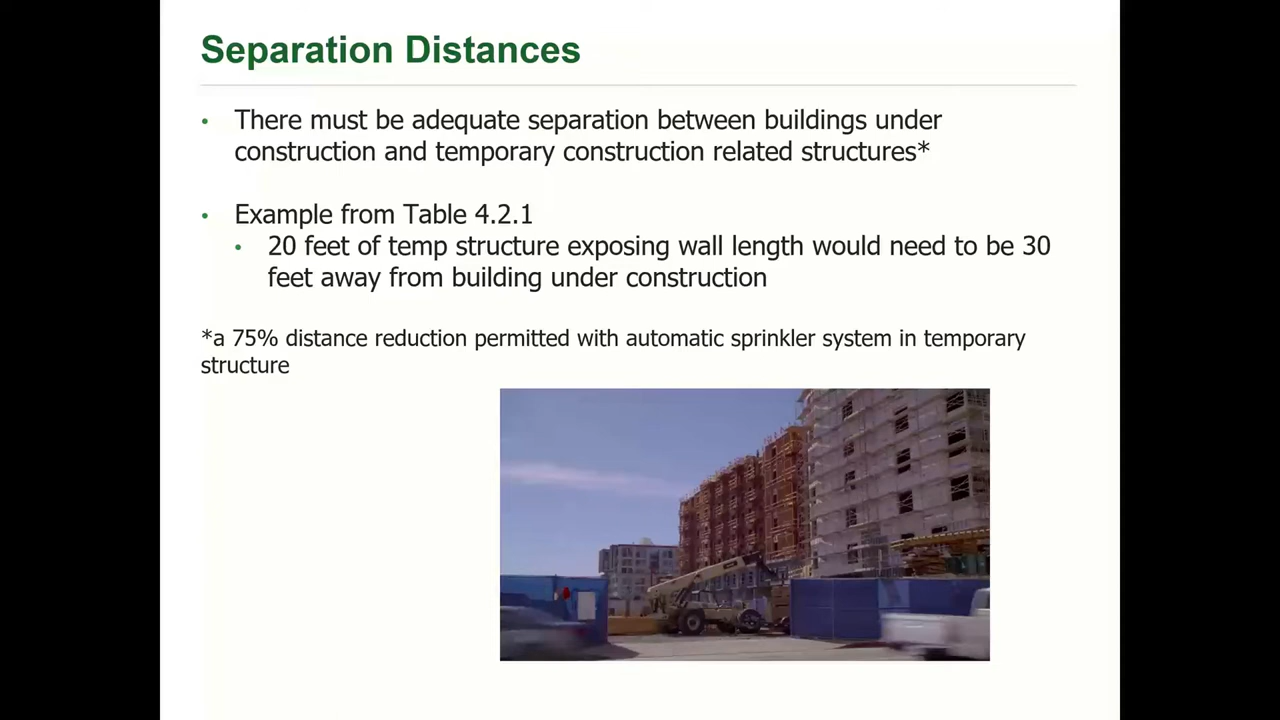 Separation Distances
• There must be adequate separation between buildings under
construction and temporary construction related structures*
• Example from Table 4.2.1
• 20 feet of temp structure exposing wall length would need to be 30
feet away from building under construction
*a 75% distance reduction permitted with automatic sprinkler system in temporary
structure